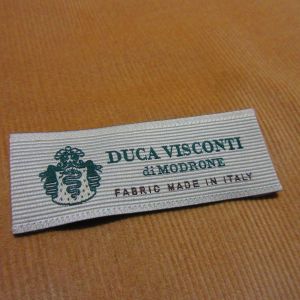 DUCA VISCONTI
di MODRONE
FABRIC MADE IN ITALY